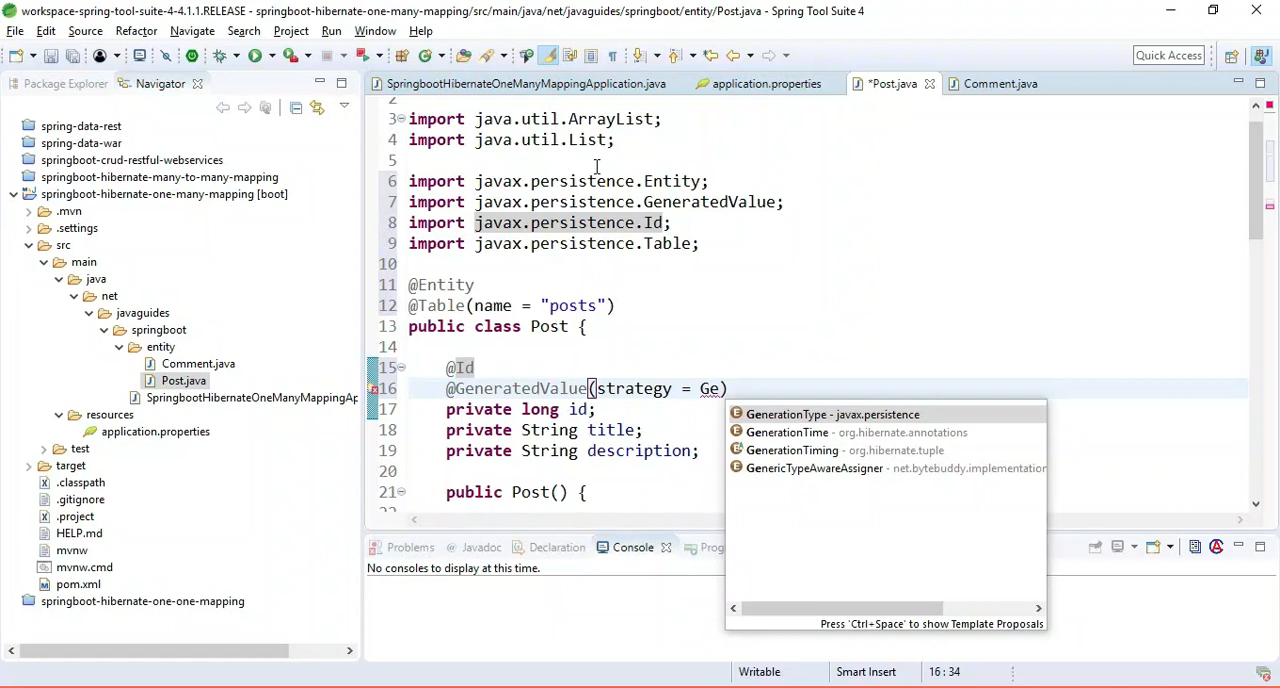 workspace-spring-tool-suite-4-4.1.1.RELEASE - springboot-hibernate-one-many-mapping/src/main/java/net/javaguides/springboot/entity/Post.java - Spring Tool Suite 4
File Edit Source Refactor Navigate Search Project Run Window Help
Quick Access
Package Explorer Navigator
spring-data-rest
spring-data-war
springboot-crud-restful-webservices
springboot-hibernate-many-to-many-mapping
springboot-hibernate-one-many-mapping [boot]
.mvn
.settings
src
main
java
net
javaguides
springboot
entity
Comment.java
Post.java
SpringbootHibernateOneManyMappingAp
resources
application.properties
test
target
.classpath
.gitignore
.project
HELP.md
mvnw
mvnw.cmd
pom.xml
springboot-hibernate-one-one-mapping
SpringbootHibernateOneManyMappingApplication.java application.properties *Post.java Comment.java
2
3 import java.util.ArrayList;
4 import java.util.List;
5
6 import javax.persistence.Entity;
7 import javax.persistence.GeneratedValue;
8 import javax.persistence.Id;
9 import javax.persistence.Table;
10
11 @Entity
12 @Table(name = "posts")
13 public class Post {
14
15 @Id
16 @GeneratedValue(strategy = Ge)
17 private long id;
18 private String title;
19 private String description;
20
21 public Post() {
GenerationType - javax.persistence
GenerationTime - org.hibernate.annotations
GenerationTiming - org.hibernate.tuple
GenericTypeAwareAssigner - net.bytebuddy.implementation
Press 'Ctrl+Space' to show Template Proposals
Problems Javadoc Declaration Console Prog
No consoles to display at this time.
Writable Smart Insert 16 : 34